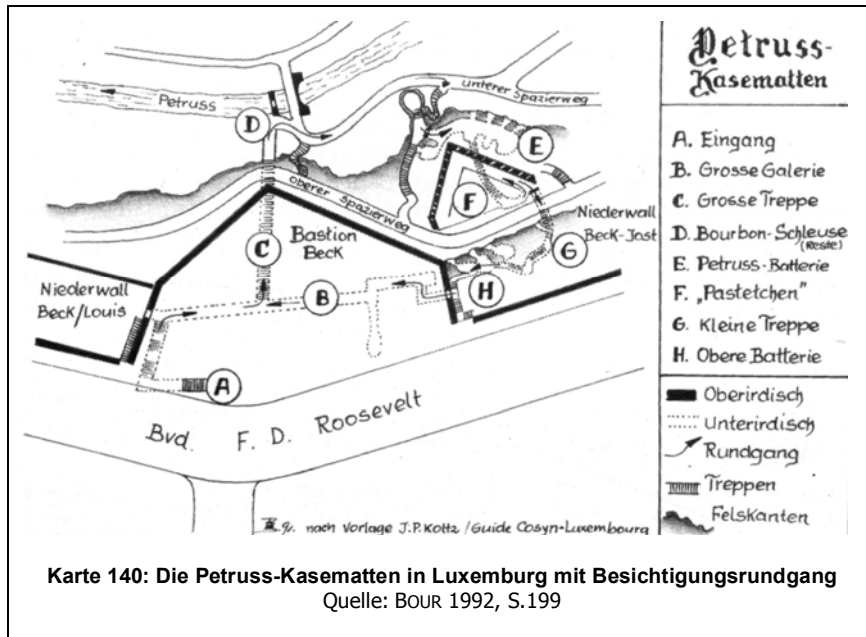 Petruss-
Kasematten
A. Eingang
B. Grosse Galerie
C. Grosse Treppe
D. Bourbon-Schleuse
(Reste)
E. Petruss-Batterie
F. „Pastetchen"
G. Kleine Treppe
H. Obere Batterie
Oberirdisch
Unterirdisch
Rundgang
Treppen
Felskanten
Petruss
unterer Spazierweg
D
E
oberer Spazierweg
F
Niederwall
Beck-Jost
C
Bastion
Beck
G
H
Niederwall
Beck/Louis
B
A
Bvd. F. D. Roosevelt
g. nach Vorlage J.P. Koltz / Guide Cosyn-Luxembourg
Karte 140: Die Petruss-Kasematten in Luxemburg mit Besichtigungsrundgang
Quelle: BOUR 1992, S.199